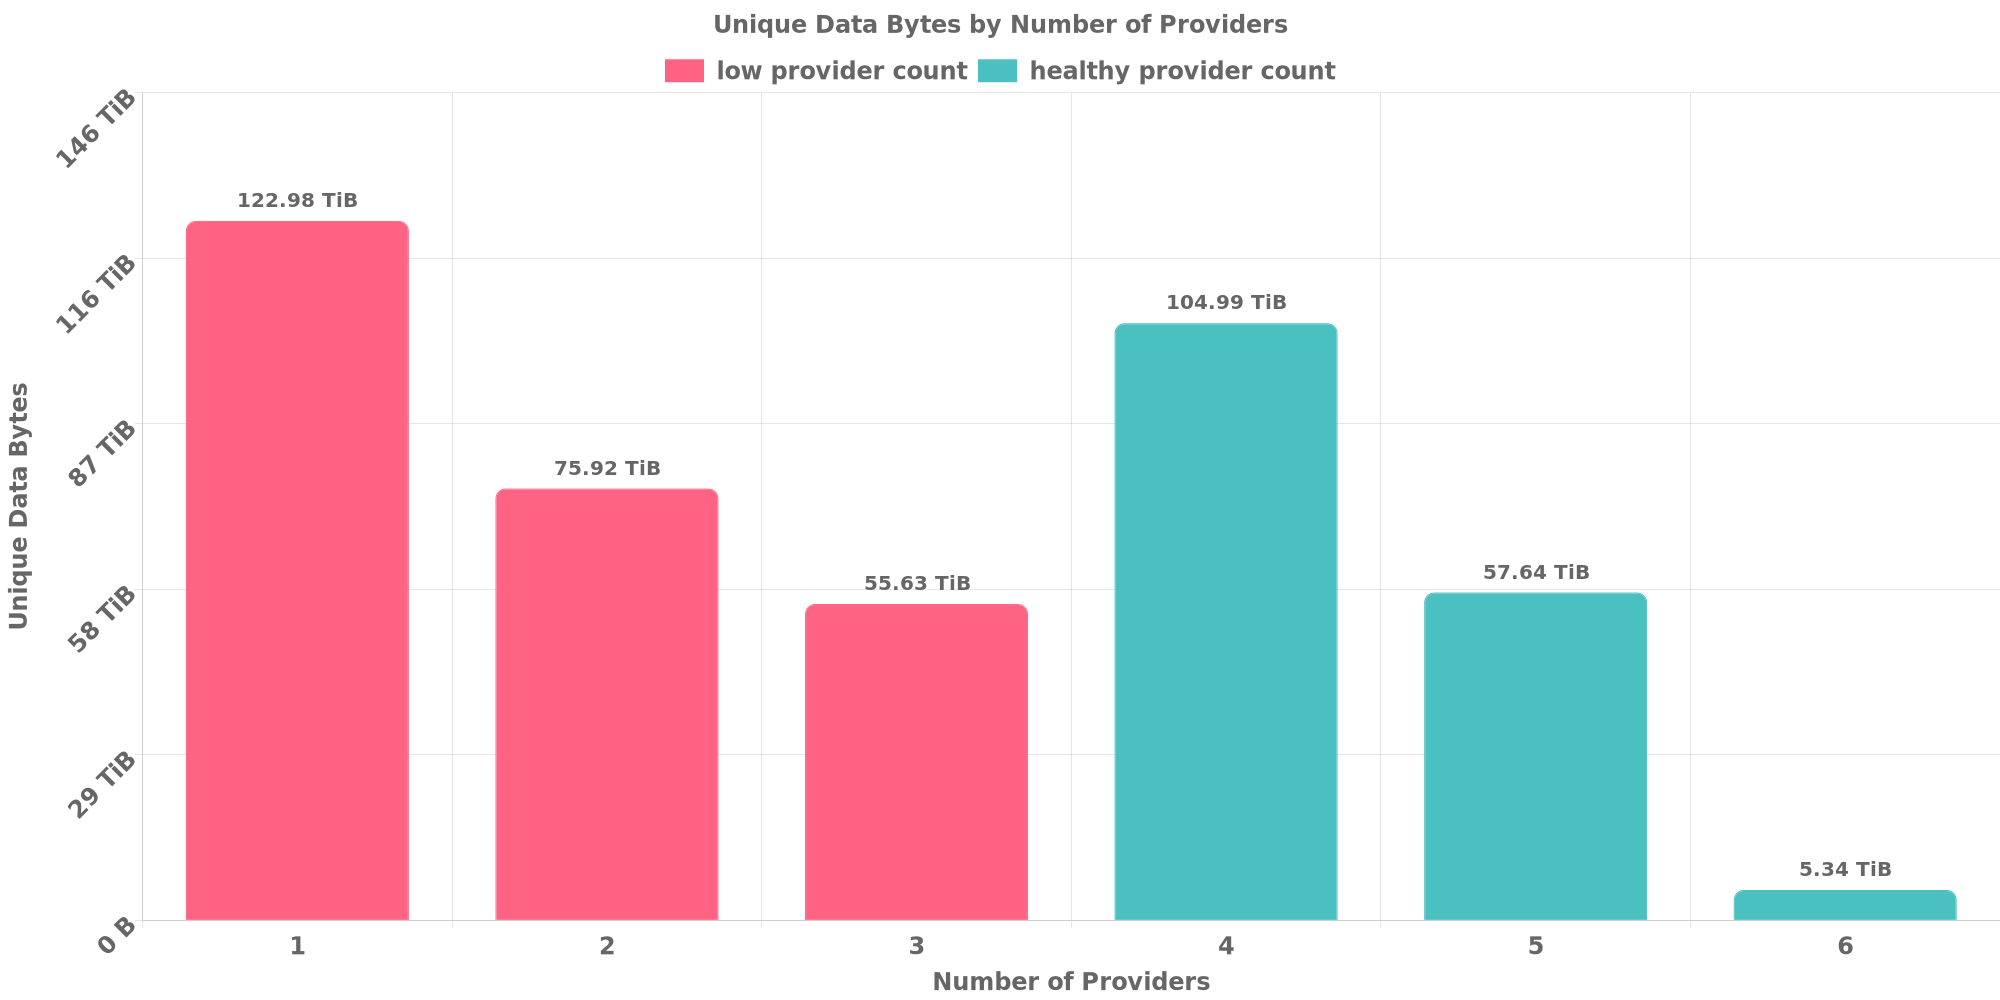 Unique Data Bytes by Number of Providers
low provider count healthy provider count
146 TiB
116 TiB
87 TiB
58 TiB
29 TiB
0 B
Unique Data Bytes
122.98 TiB
75.92 TiB
55.63 TiB
104.99 TiB
57.64 TiB
5.34 TiB
1 2 3 4 5 6
Number of Providers